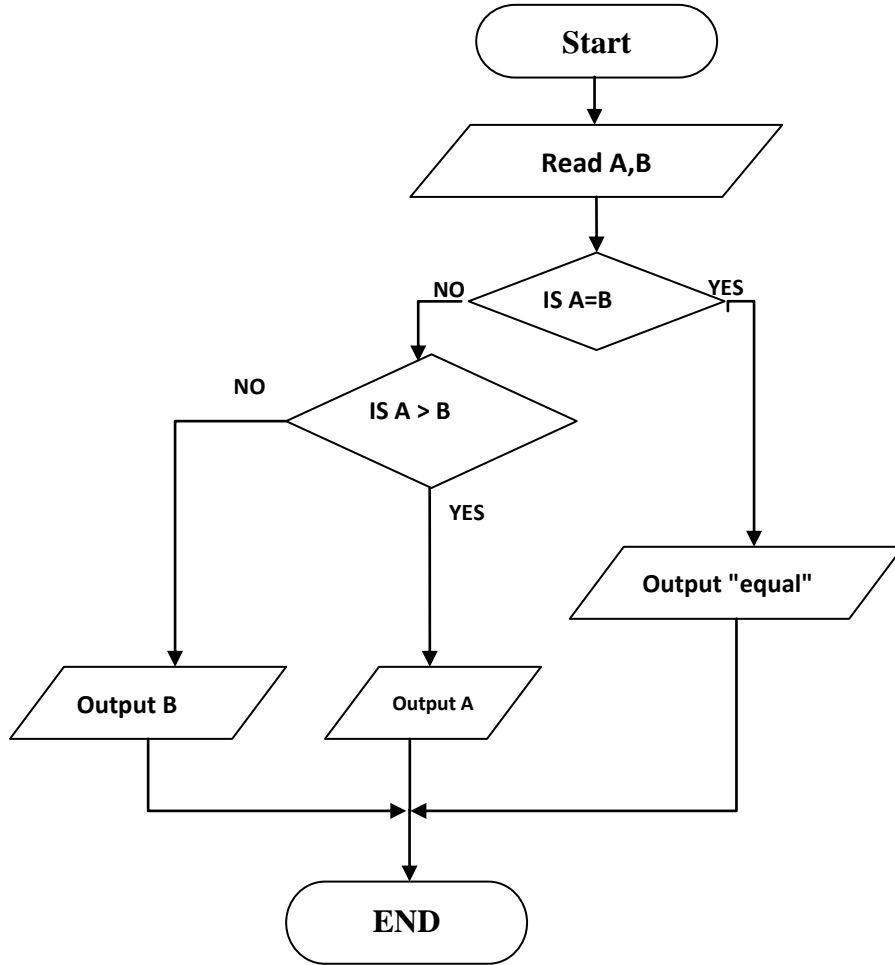 Start
Read A,B
NO
IS A=B
YES
NO
IS A > B
YES
Output "equal"
Output B
Output A
END